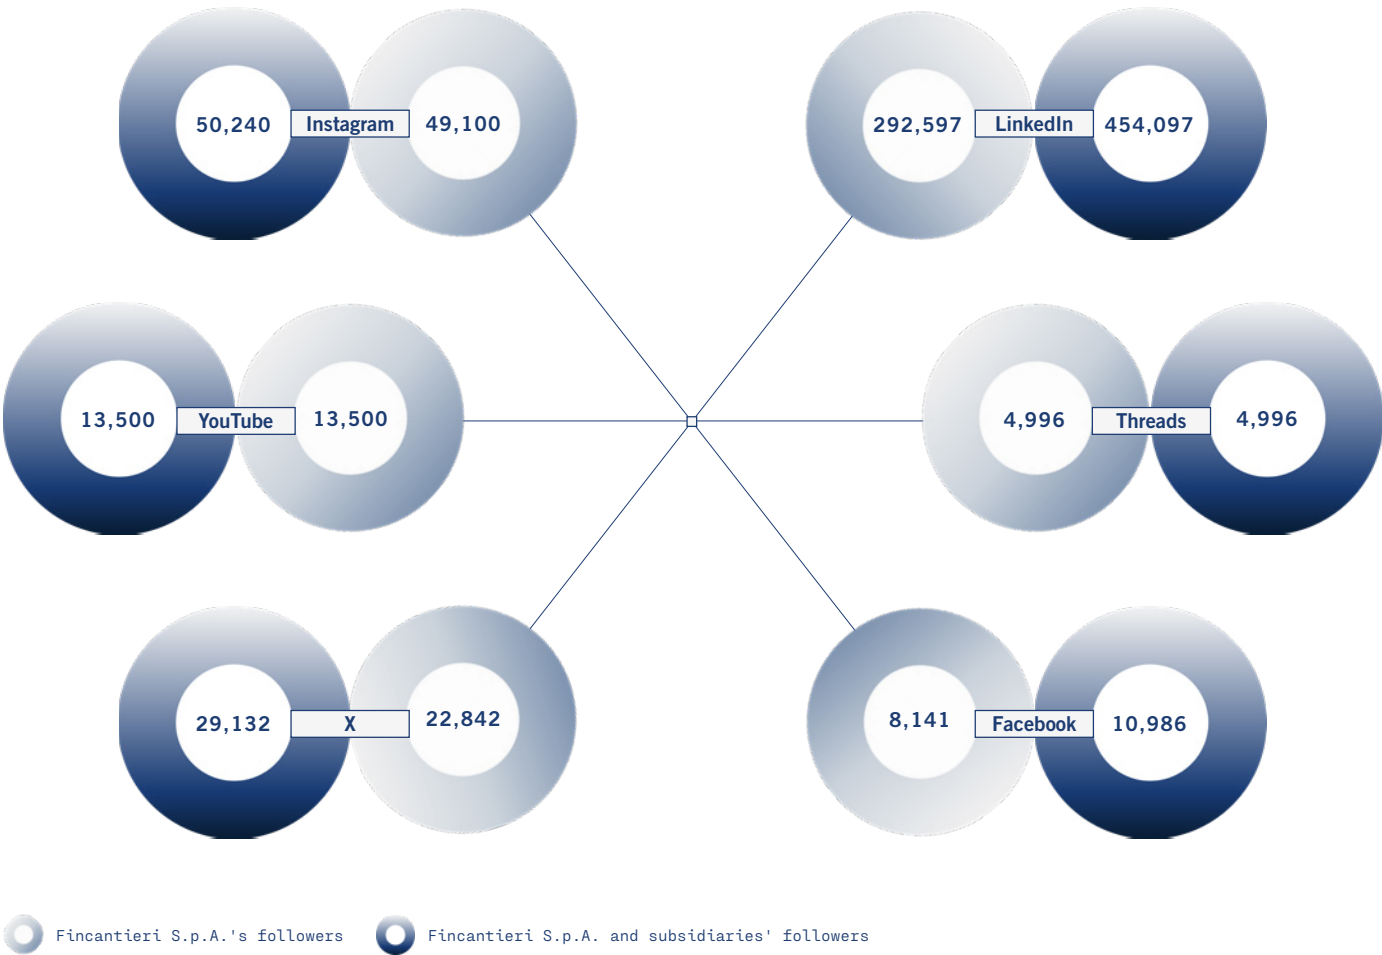 50,240 Instagram 49,100
292,597 LinkedIn 454,097
13,500 YouTube 13,500
4,996 Threads 4,996
29,132 X 22,842
8,141 Facebook 10,986
Fincantieri S.p.A.'s followers
Fincantieri S.p.A. and subsidiaries' followers